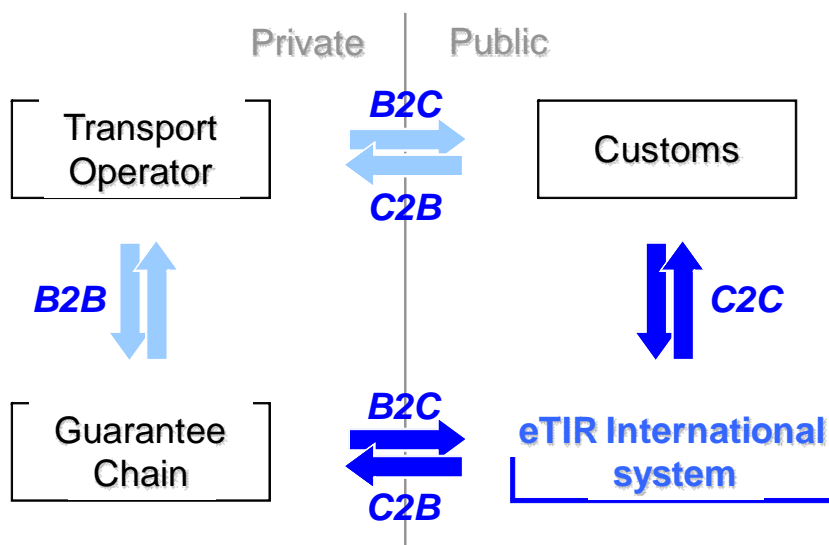 Private
Public
B2C
Transport
Operator
Customs
C2B
B2B
C2C
B2C
Guarantee
Chain
eTIR International
system
C2B